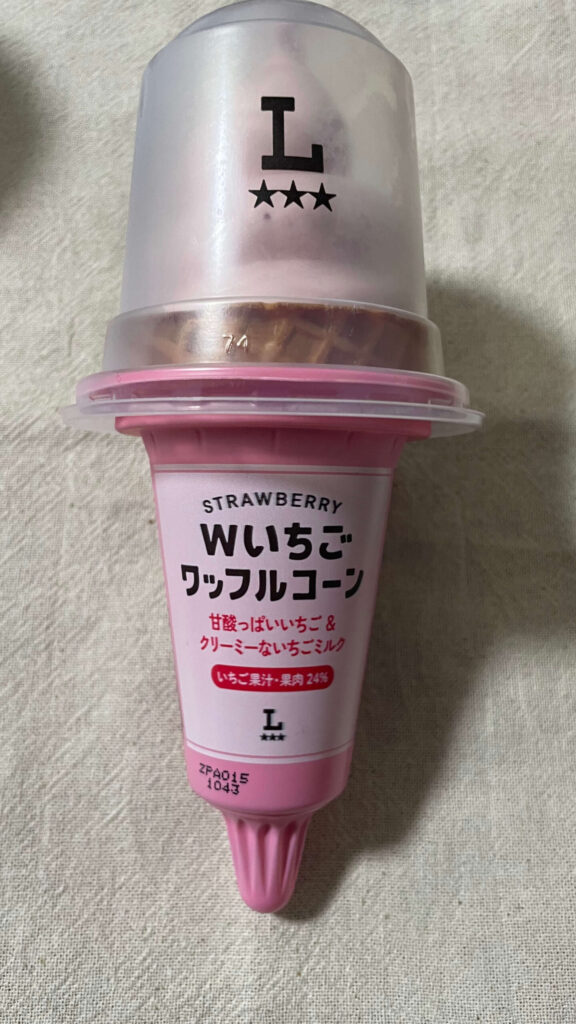 L
★★★
74
STRAWBERRY
Wいちご
ワッフルコーン
甘酸っぱいいちご &
クリーミーないちごミルク
いちご果汁・果肉 24%
L
★★★
ZPA015
1043